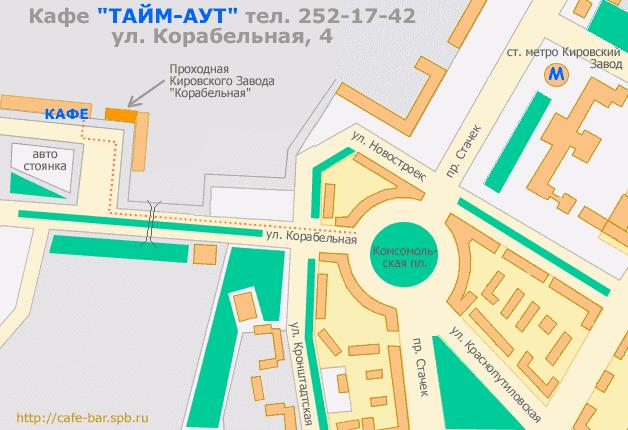 Кафе "ТАЙМ-АУТ" тел. 252-17-42
ул. Корабельная, 4
ст. метро Кировский
Завод
М
Проходная
Кировского Завода
"Корабельная"
КАФЕ
авто
стоянка
ул. Новостроек
пр. Стачек
ул. Корабельная
Комсомоль-
ская пл.
ул. Кронштадтская
пр. Стачек
ул. Краснопутиловская
http://cafe-bar.spb.ru